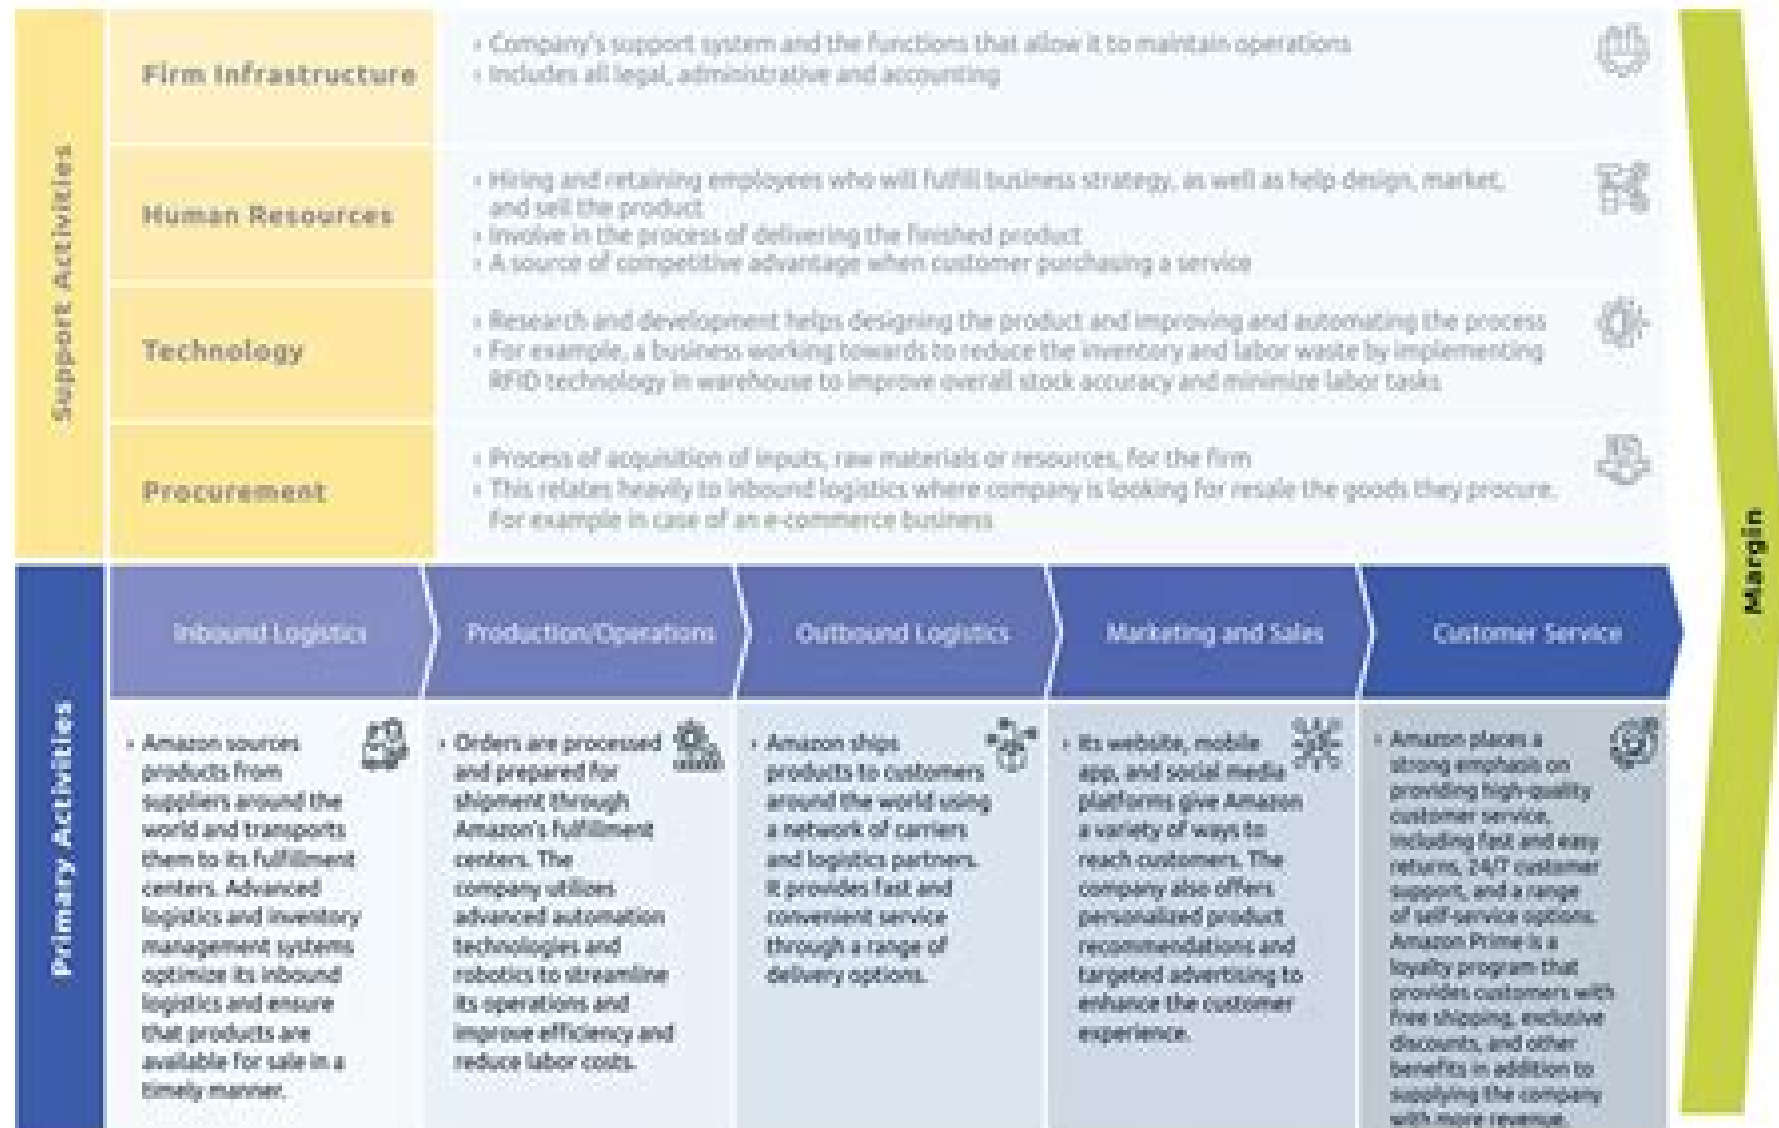 Support Activities
Firm Infrastructure
› Company's support system and the functions that allow it to maintain operations
› Includes all legal, administrative and accounting
Human Resources
› Hiring and retaining employees who will fulfill business strategy, as well as help design, market,
and sell the product
› Involve in the process of delivering the finished product
› A source of competitive advantage when customer purchasing a service
Technology
› Research and development helps designing the product and improving and automating the process
› For example, a business working towards to reduce the inventory and labor waste by implementing
RFID technology in warehouse to improve overall stock accuracy and minimize labor tasks
Procurement
› Process of acquisition of inputs, raw materials or resources, for the firm
› This relates heavily to inbound logistics where company is looking for resale the goods they procure.
For example in case of an e-commerce business
Margin
Primary Activities
Inbound Logistics
› Amazon sources
products from
suppliers around the
world and transports
them to its fulfillment
centers. Advanced
logistics and inventory
management systems
optimize its inbound
logistics and ensure
that products are
available for sale in a
timely manner.
Production/Operations
› Orders are processed
and prepared for
shipment through
Amazon's fulfillment
centers. The
company utilizes
advanced automation
technologies and
robotics to streamline
its operations and
improve efficiency and
reduce labor costs.
Outbound Logistics
› Amazon ships
products to customers
around the world using
a network of carriers
and logistics partners.
It provides fast and
convenient service
through a range of
delivery options.
Marketing and Sales
› Its website, mobile
app, and social media
platforms give Amazon
a variety of ways to
reach customers. The
company also offers
personalized product
recommendations and
targeted advertising to
enhance the customer
experience.
Customer Service
› Amazon places a
strong emphasis on
providing high-quality
customer service,
including fast and easy
returns, 24/7 customer
support, and a range
of self-service options.
Amazon Prime is a
loyalty program that
provides customers with
free shipping, exclusive
discounts, and other
benefits in addition to
supplying the company
with more revenue.